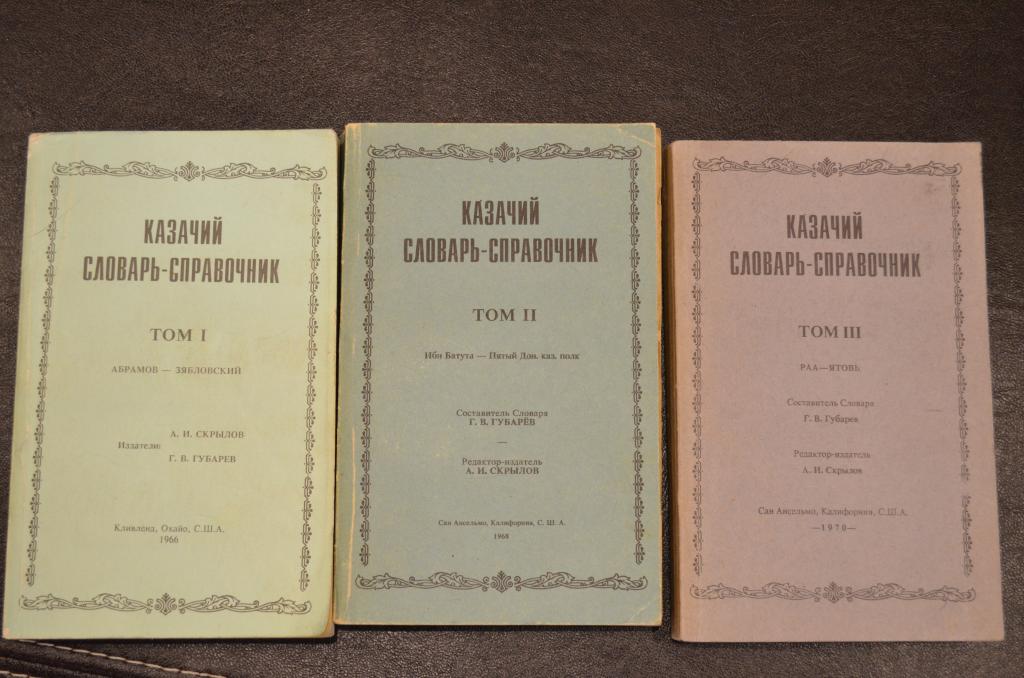 КАЗАЧИЙ
СЛОВАРЬ-СПРАВОЧНИК
ТОМ I
АБРАМОВ — ЗЯБЛОВСКИЙ
Издатели:
А. И. СКРЫЛОВ
Г. В. ГУБАРЕВ
Кливленд, Охайо, С.Ш.А.
1966
КАЗАЧИЙ
СЛОВАРЬ-СПРАВОЧНИК
ТОМ II
Ибн Батута — Пятый Дон. каз. полк
Составитель Словаря
Г. В. ГУБАРЕВ
—
Редактор-издатель
А. И. СКРЫЛОВ
Сан Ансельмо, Калифорния, С. Ш. А.
1968
КАЗАЧИЙ
СЛОВАРЬ-СПРАВОЧНИК
ТОМ III
РАА—ЯТОВЬ
Составитель Словаря
Г. В. Губарев
Редактор-издатель
А. И. Скрылов
Сан Ансельмо, Калифорния, С.Ш.А.
—1970—